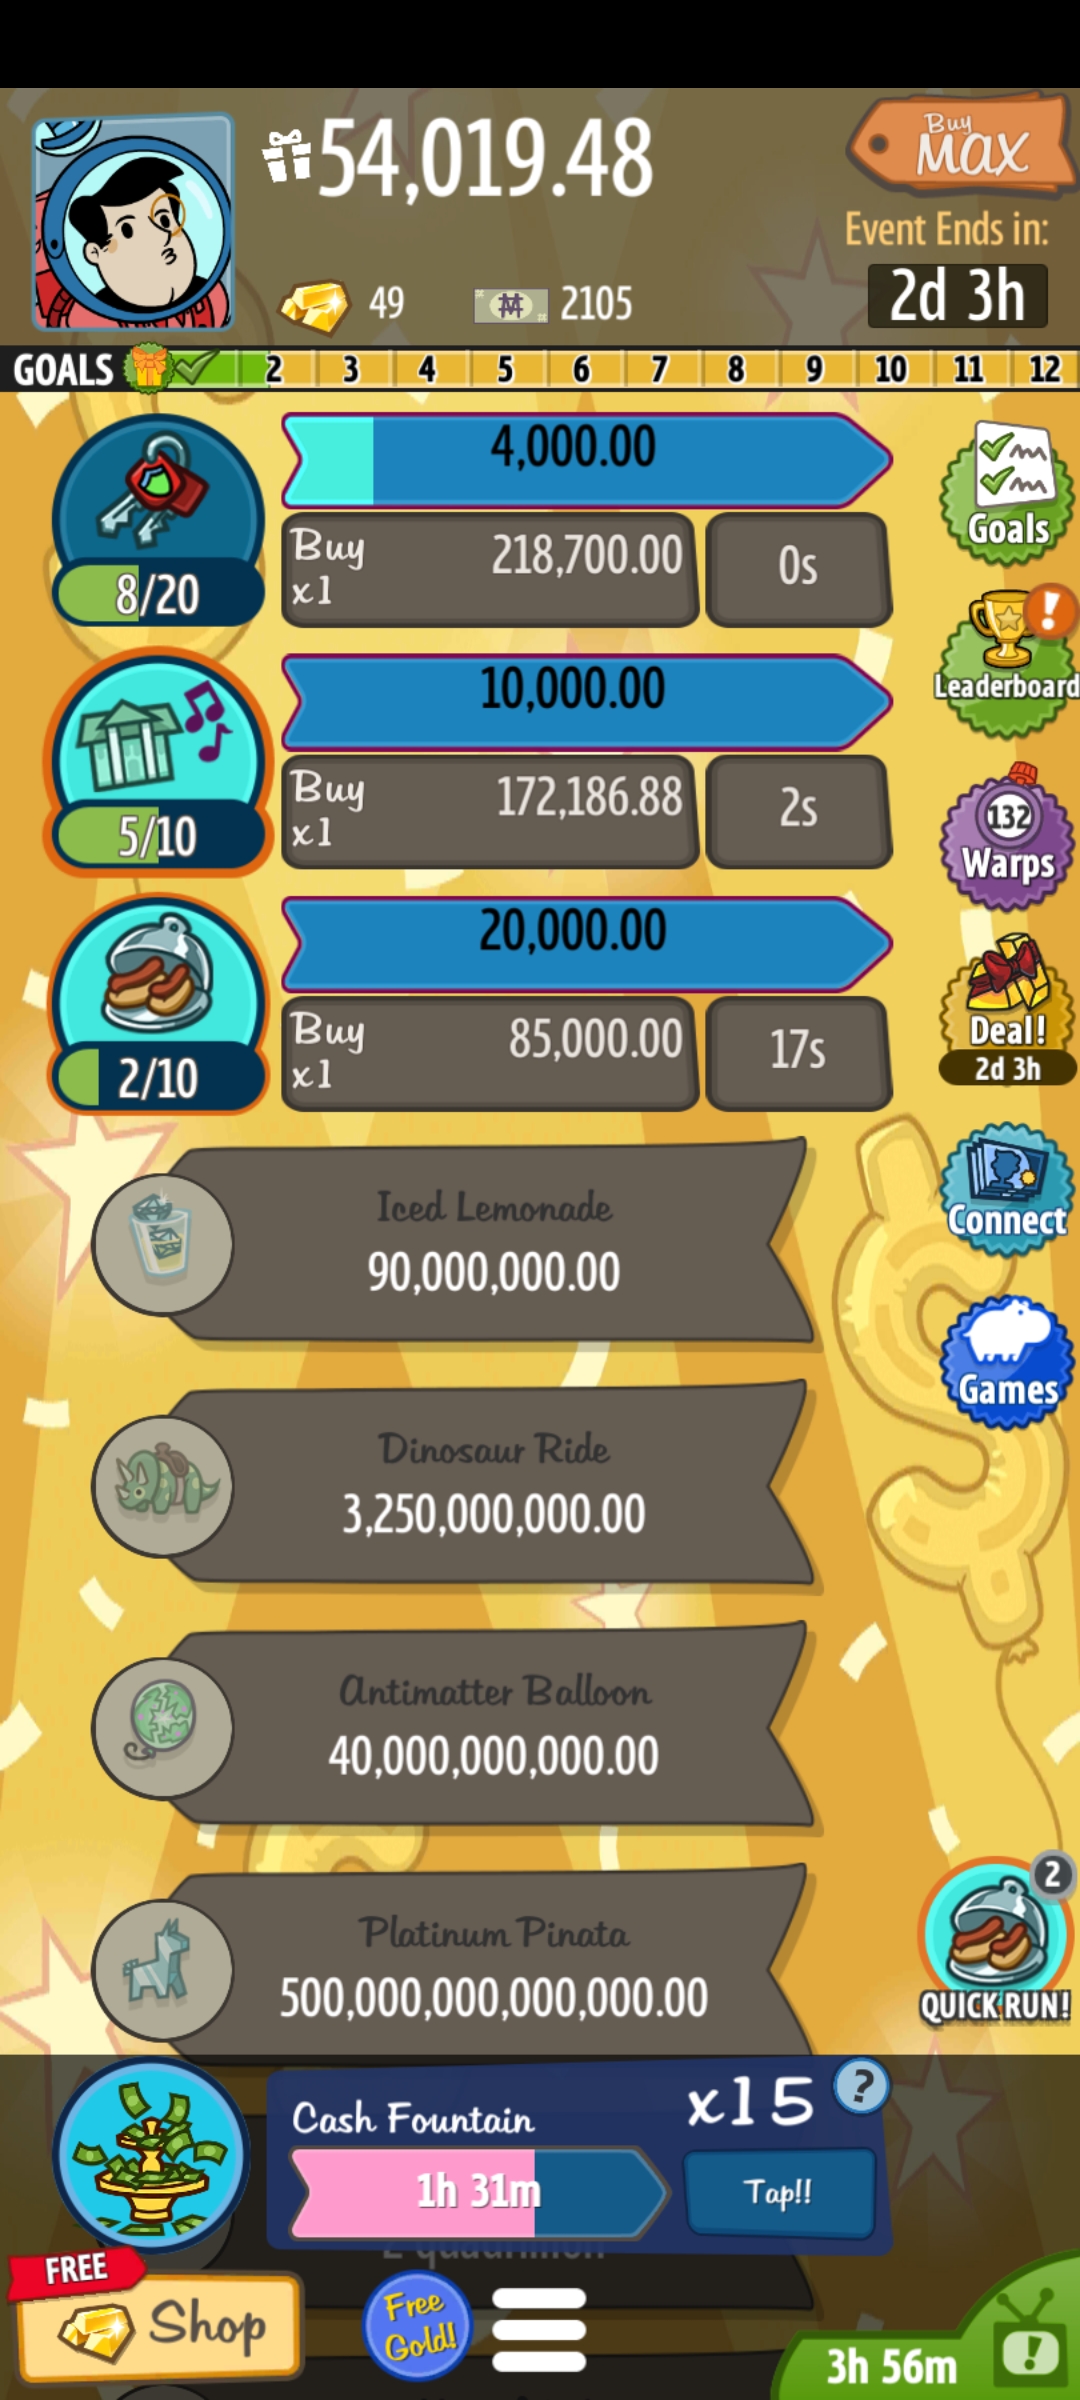 54,019.48
Buy
MAX
Event Ends in:
2d 3h
49
2105
GOALS 2 3 4 5 6 7 8 9 10 11 12
4,000.00
8/20
Buy
x1
218,700.00
0s
Goals
10,000.00
Leaderboard
5/10
Buy
x1
172,186.88
2s
132
Warps
20,000.00
2/10
Buy
x1
85,000.00
17s
Deal!
2d 3h
Iced Lemonade
90,000,000.00
Connect
Games
Dinosaur Ride
3,250,000,000.00
Antimatter Balloon
40,000,000,000.00
Platinum Pinata
500,000,000,000,000.00
2
QUICK RUN!
Cash Fountain
x15
?
1h 31m
Tap!!
FREE
Shop
Free
Gold!
3h 56m